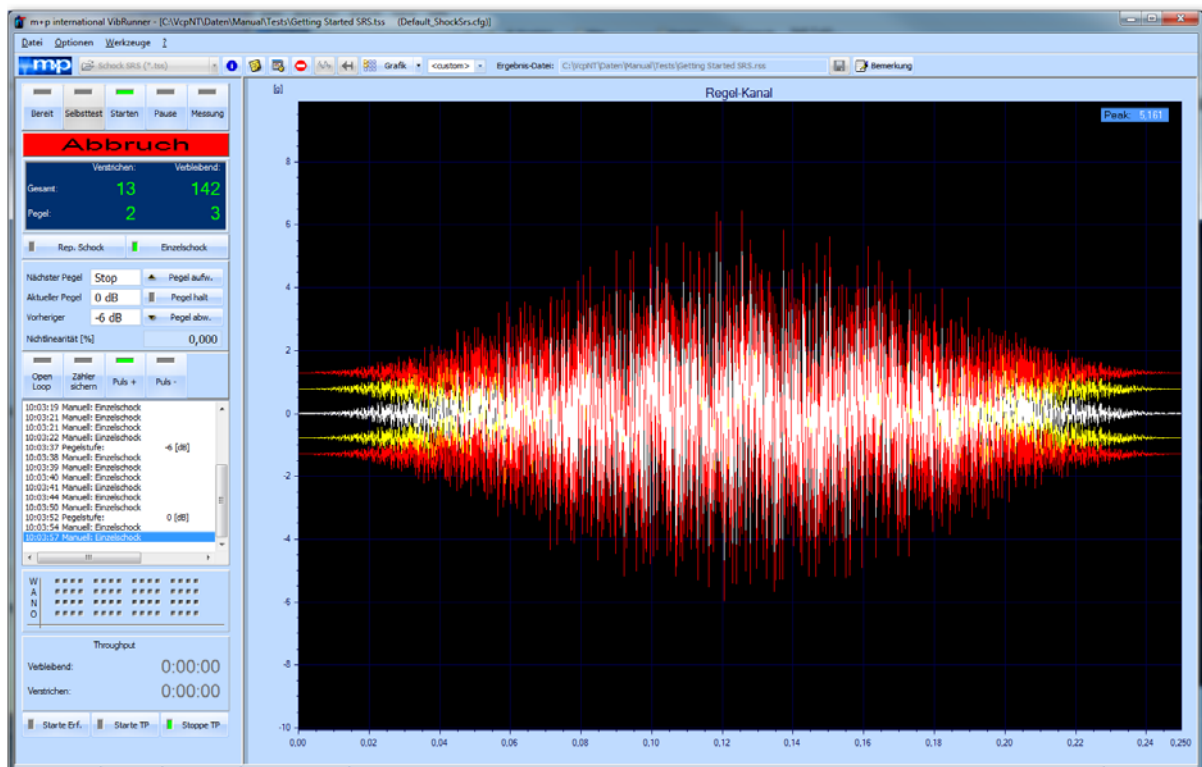 m+p international VibRunner - [C:\VcpNT\Daten\Manual\Tests\Getting Started SRS.tss (Default_ShockSrs.cfg)]
Datei Optionen Werkzeuge ?
mp Schock SRS (*.tss) Grafik <custom> Ergebnis-Datei: C:\VcpNT\Daten\Manual\Tests\Getting Started SRS.rss Bemerkung
[g] Regel-Kanal
Peak: 5,161
Bereit Selbsttest Starten Pause Messung
Abbruch
Verstrichen: Verbleibend:
Gesamt: 13 142
Pegel: 2 3
Rep. Schock Einzelschock
Nächster Pegel Stop Pegel aufw.
Aktueller Pegel 0 dB Pegel halt
Vorheriger -6 dB Pegel abw.
Nichtlinearität [%] 0,000
Open Loop Zähler sichern Puls + Puls -
10:03:19 Manuell: Einzelschock
10:03:21 Manuell: Einzelschock
10:03:21 Manuell: Einzelschock
10:03:22 Manuell: Einzelschock
10:03:37 Pegelstufe: -6 [dB]
10:03:38 Manuell: Einzelschock
10:03:39 Manuell: Einzelschock
10:03:40 Manuell: Einzelschock
10:03:41 Manuell: Einzelschock
10:03:44 Manuell: Einzelschock
10:03:50 Manuell: Einzelschock
10:03:52 Pegelstufe: 0 [dB]
10:03:54 Manuell: Einzelschock
10:03:57 Manuell: Einzelschock
W
A
N
O
Throughput
Verbleibend: 0:00:00
Verstrichen: 0:00:00
Starte Erf. Starte TP Stoppe TP
8
6
4
2
0
-2
-4
-6
-8
-10
0,00 0,02 0,04 0,06 0,08 0,10 0,12 0,14 0,16 0,18 0,20 0,22 0,24 0,250